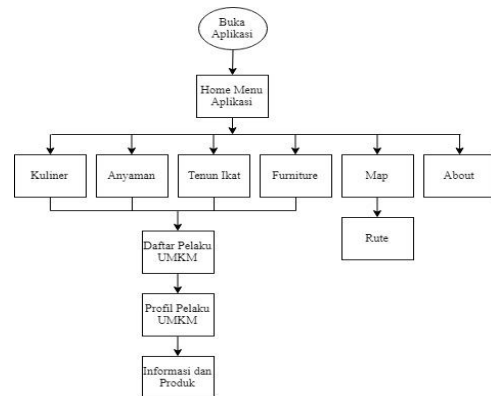 Buka
Aplikasi
Home Menu
Aplikasi
Kuliner
Anyaman
Tenun Ikat
Furniture
Map
About
Daftar Pelaku
UMKM
Rute
Profil Pelaku
UMKM
Informasi dan
Produk